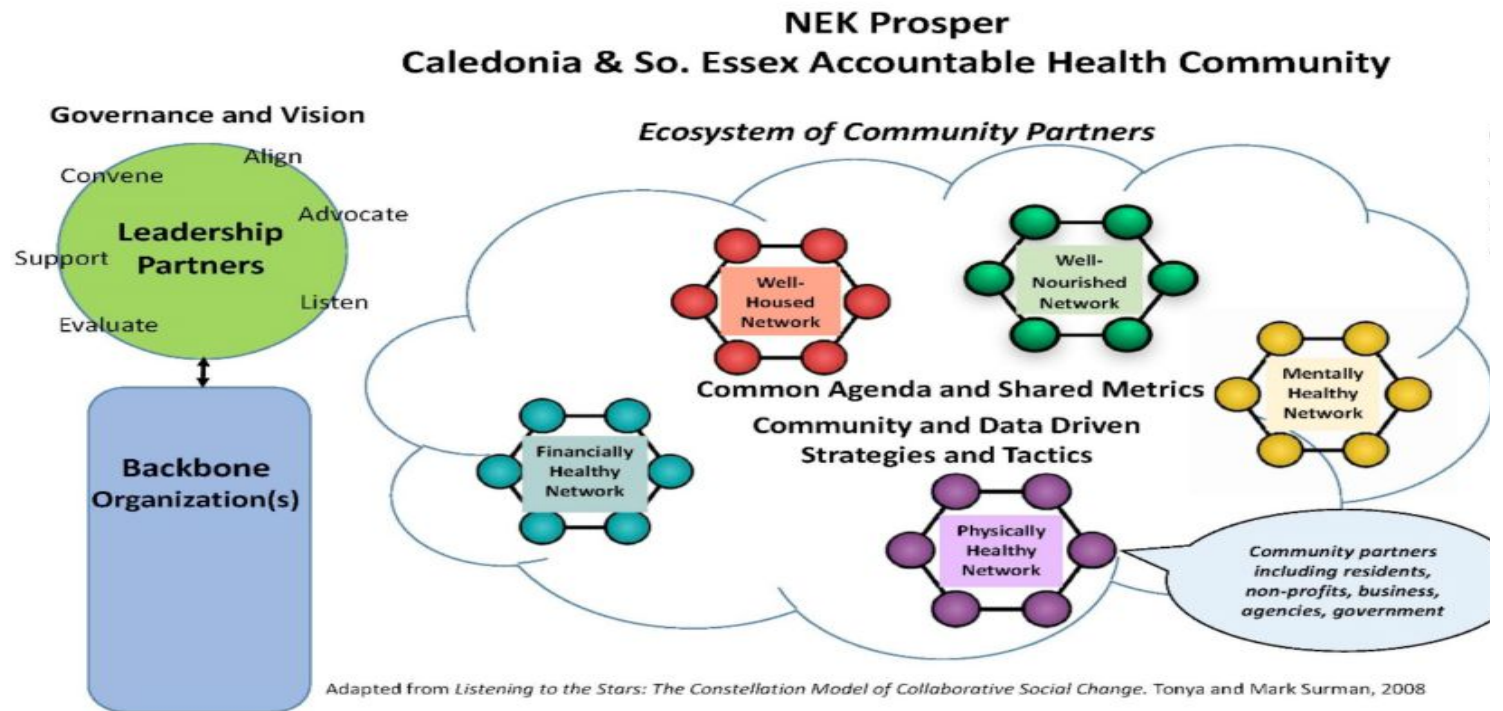 NEK Prosper
Caledonia & So. Essex Accountable Health Community
Governance and Vision
Align
Convene
Advocate
Leadership
Partners
Support
Listen
Evaluate
Backbone
Organization(s)
Ecosystem of Community Partners
Well-
Housed
Network
Well-
Nourished
Network
Mentally
Healthy
Network
Common Agenda and Shared Metrics
Community and Data Driven
Strategies and Tactics
Financially
Healthy
Network
Physically
Healthy
Network
Community partners
including residents,
non-profits, business,
agencies, government
Adapted from Listening to the Stars: The Constellation Model of Collaborative Social Change. Tonya and Mark Surman, 2008